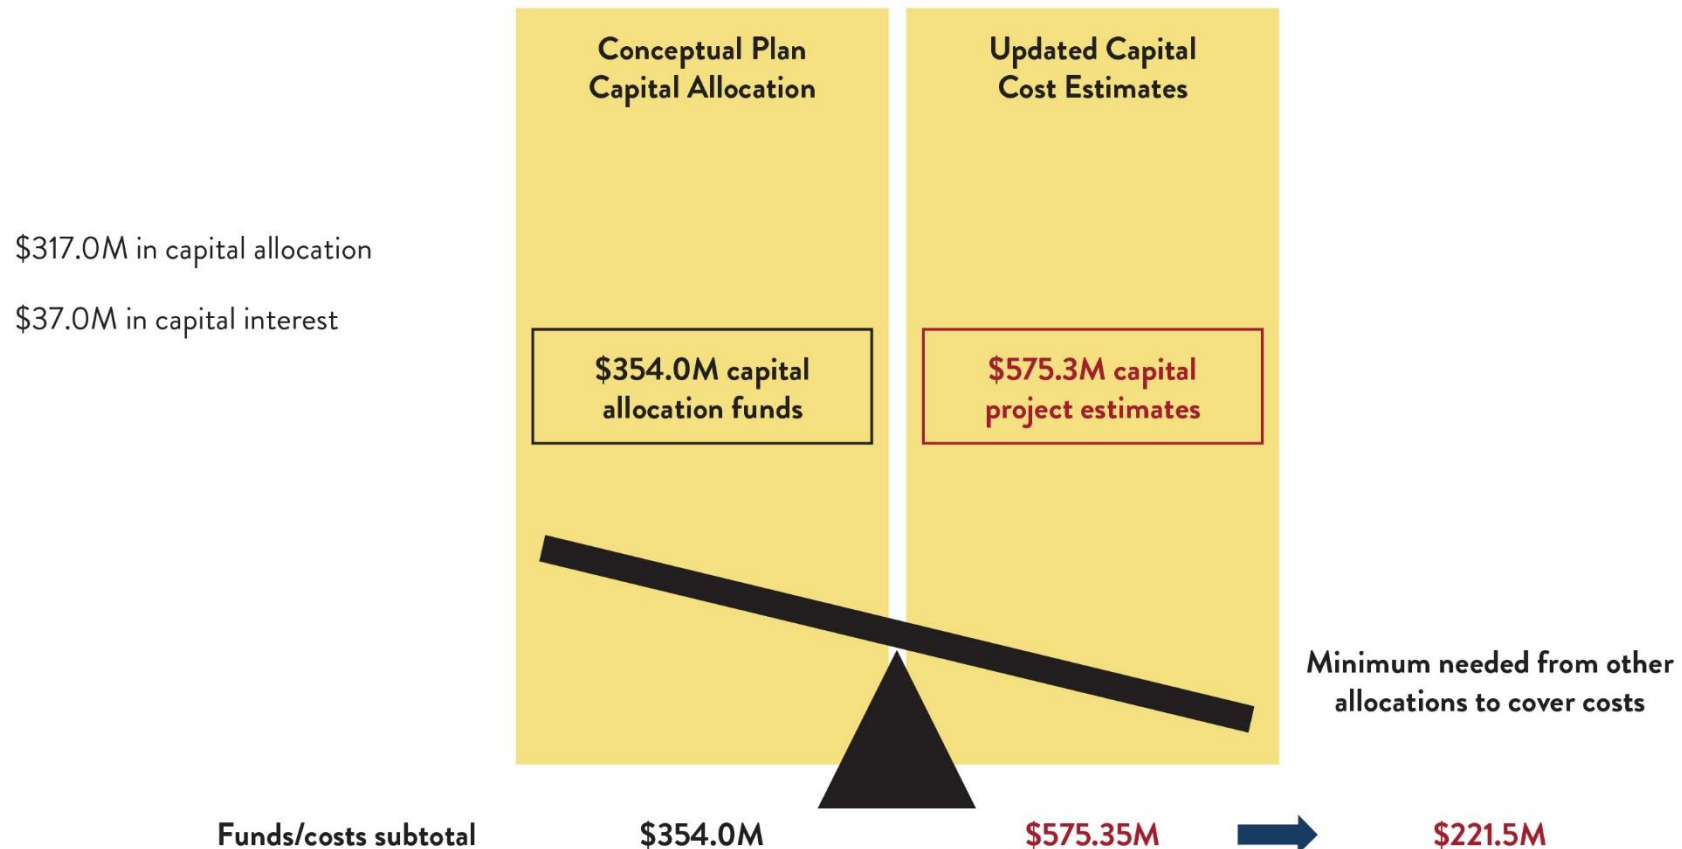 Conceptual Plan
Capital Allocation
Updated Capital
Cost Estimates
$317.0M in capital allocation
$37.0M in capital interest
$354.0M capital
allocation funds
$575.3M capital
project estimates
Minimum needed from other
allocations to cover costs
Funds/costs subtotal
$354.0M
$575.35M
$221.5M